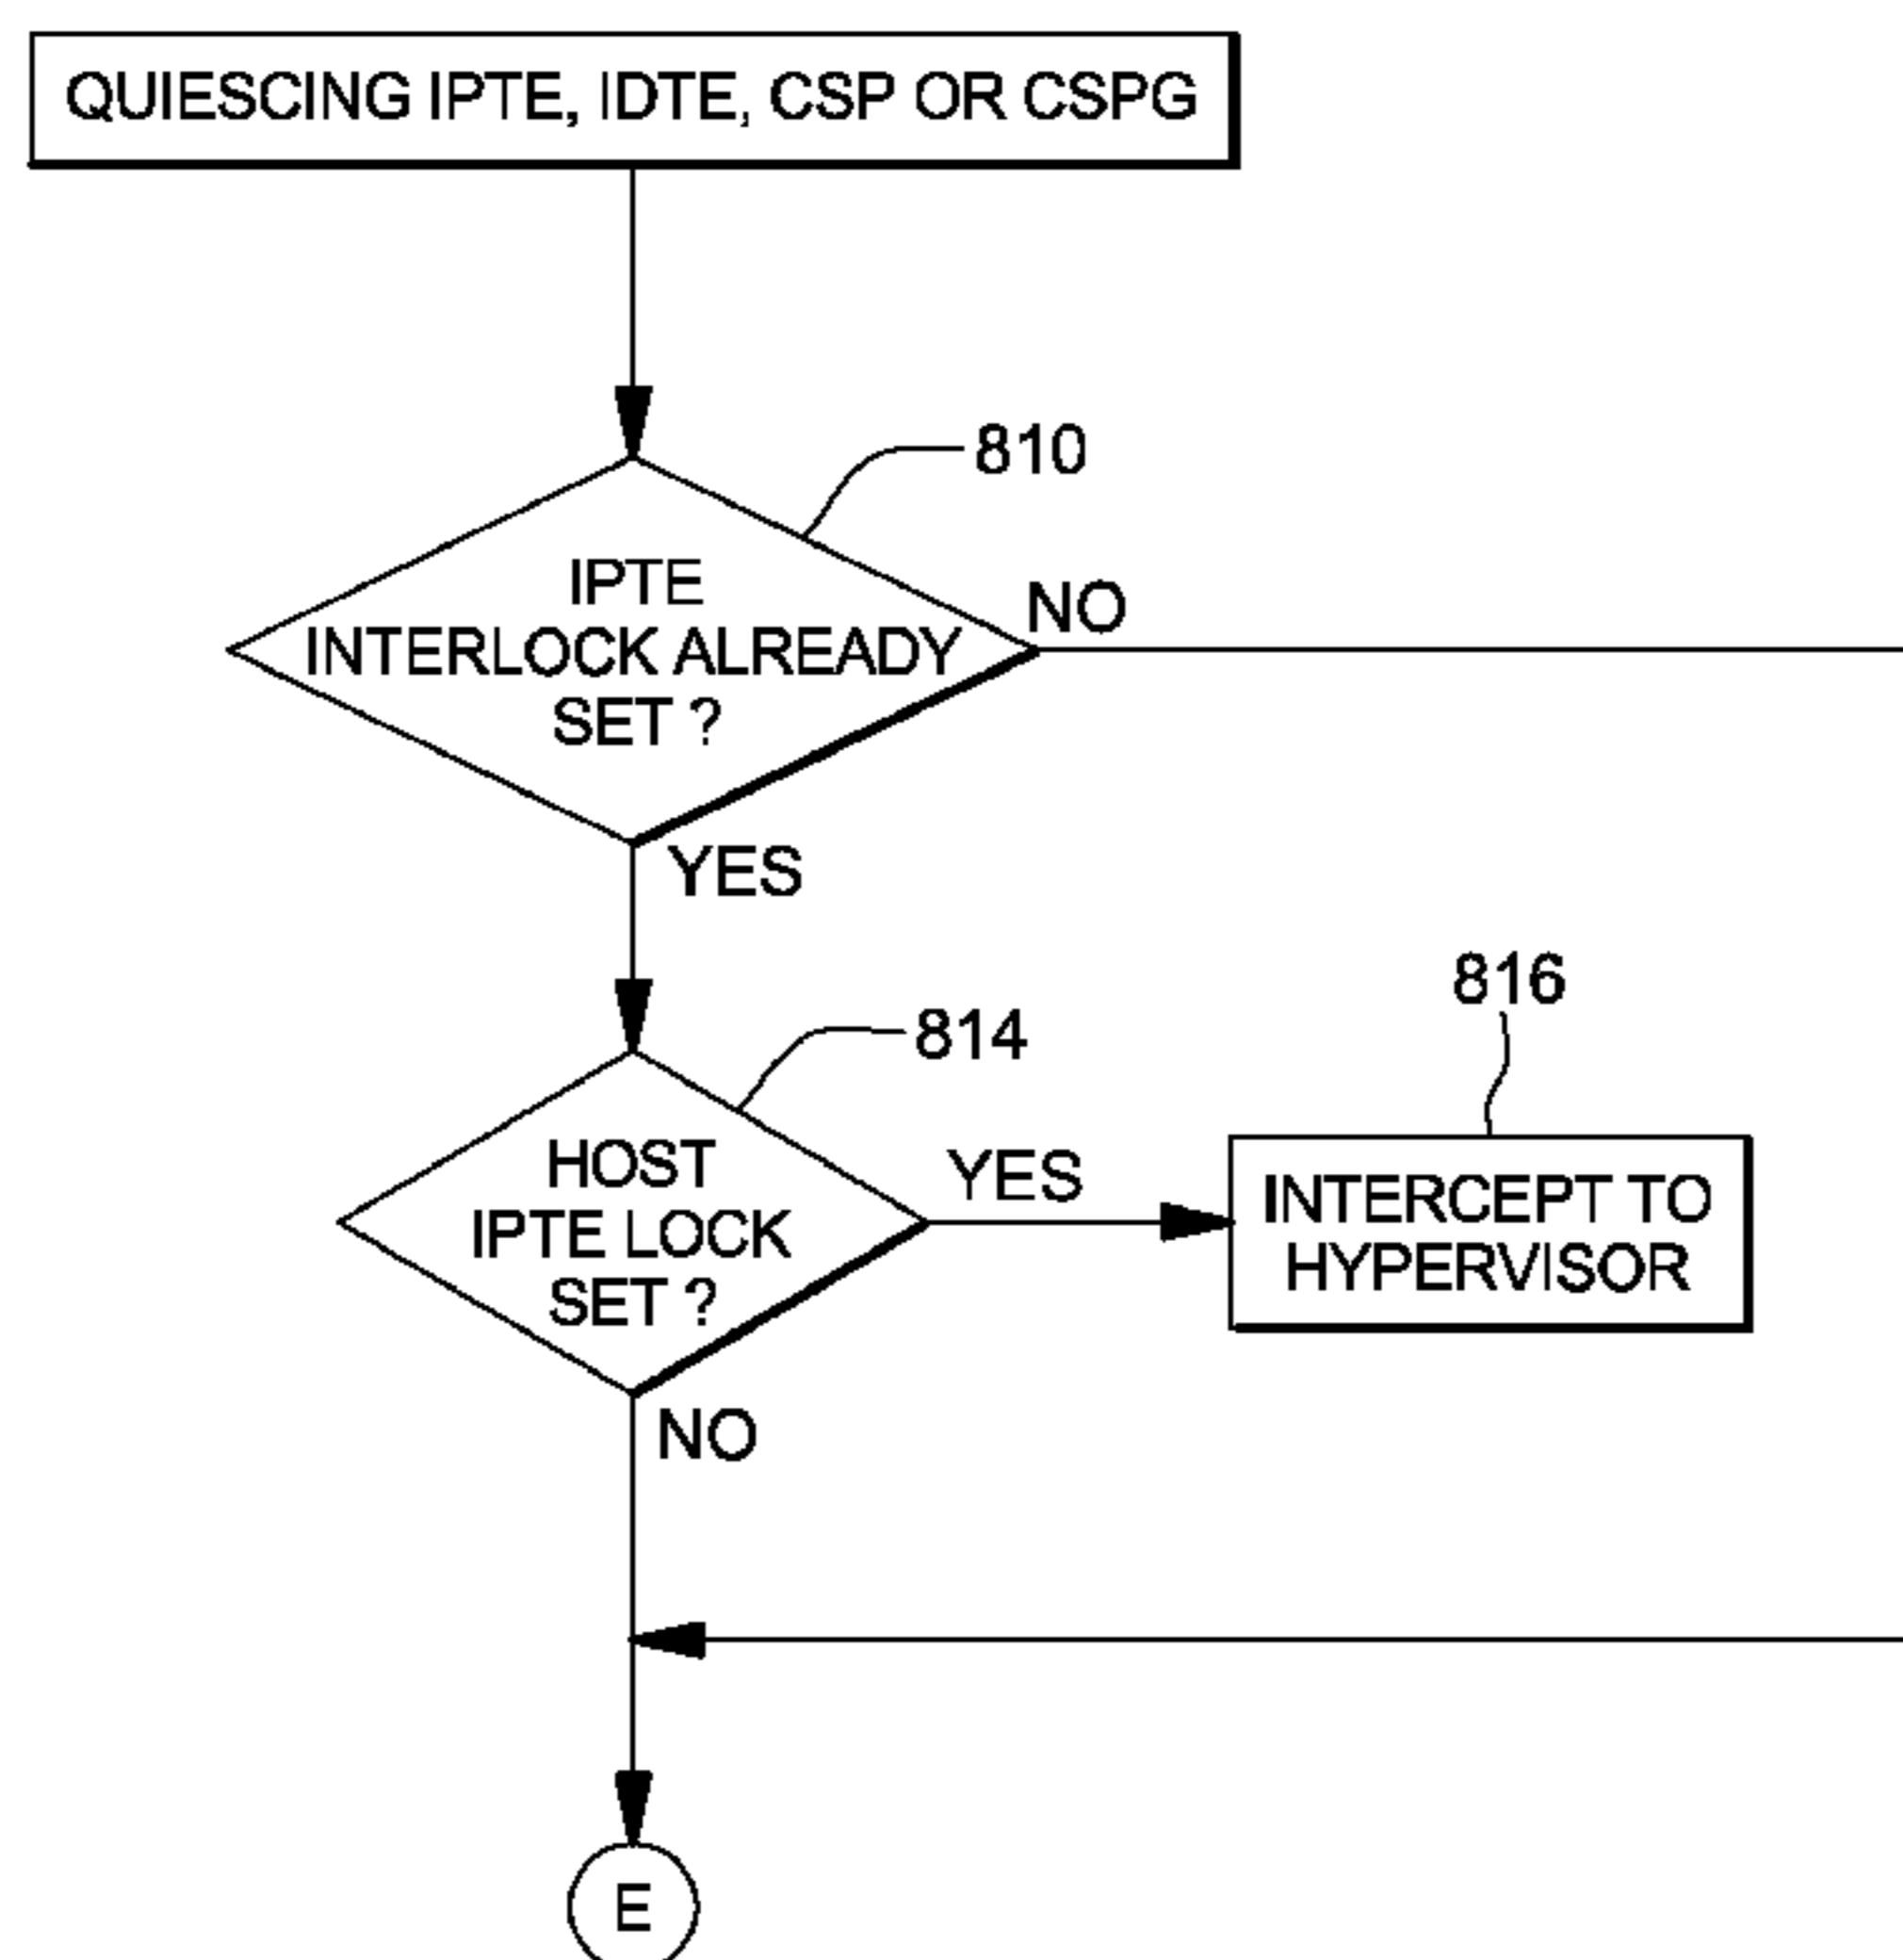 QUIESCING IPTE, IDTE, CSP OR CSPG
810
IPTE
INTERLOCK ALREADY
SET ?
NO
YES
814
HOST
IPTE LOCK
SET ?
YES
816
INTERCEPT TO
HYPERVISOR
NO
E